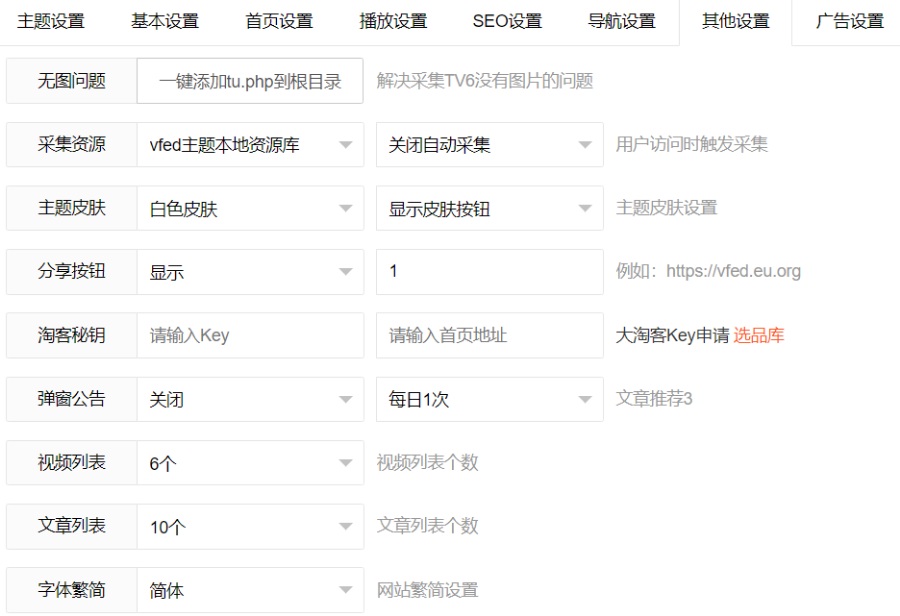 主题设置 基本设置 首页设置 播放设置 SEO设置 导航设置 其他设置 广告设置
无图问题 一键添加tu.php到根目录 解决采集TV6没有图片的问题
采集资源 vfed主题本地资源库 关闭自动采集 用户访问时触发采集
主题皮肤 白色皮肤 显示皮肤按钮 主题皮肤设置
分享按钮 显示 1 例如：https://vfed.eu.org
淘客秘钥 请输入Key 请输入首页地址 大淘客Key申请 选品库
弹窗公告 关闭 每日1次 文章推荐3
视频列表 6个 视频列表个数
文章列表 10个 文章列表个数
字体繁简 简体 网站繁简设置